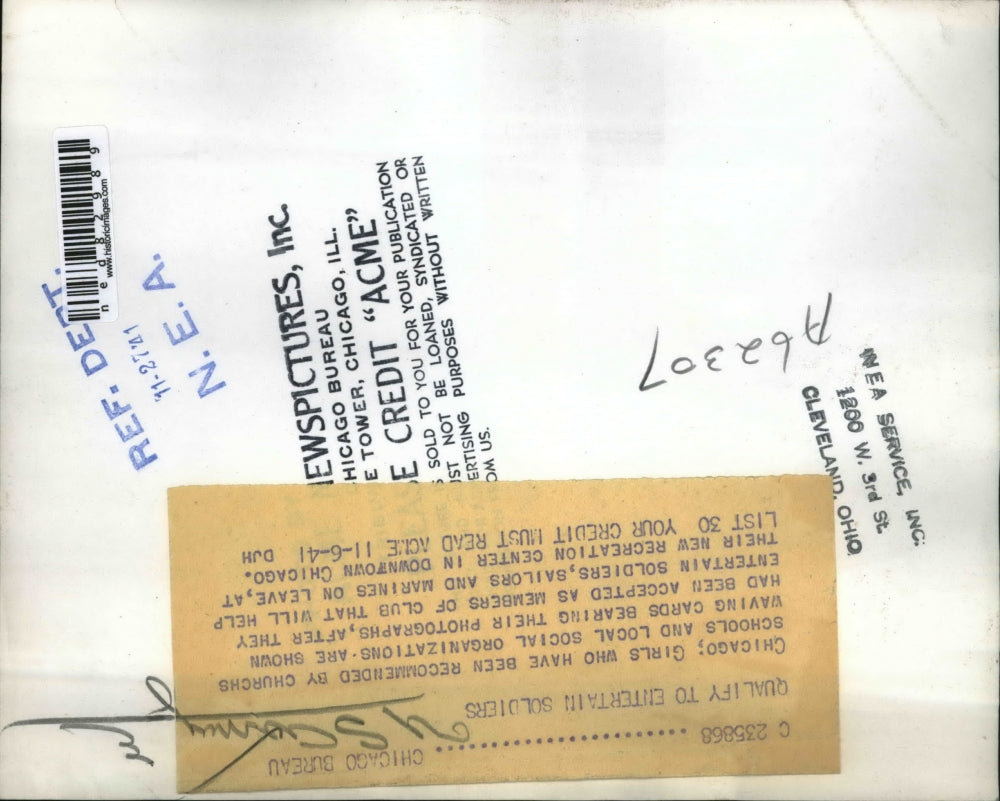 REF. DEPT.
11-27'41
N. E. A.
www.historicimages.com
ned82989
EWSPICTURES, Inc.
HICAGO BUREAU
E TOWER, CHICAGO, ILL.
E CREDIT “ACME”
SOLD TO YOU FOR YOUR PUBLICATION
NOT BE LOANED, SYNDICATED OR
PURPOSES WITHOUT WRITTEN
OM US.
A62307
NEA SERVICE, INC.
1200 W. 3rd St.
CLEVELAND, OHIO
CHICAGO BUREAU
C 235868
QUALIFY TO ENTERTAIN SOLDIERS
CHICAGO; GIRLS WHO HAVE BEEN RECOMMENDED BY CHURCHS
SCHOOLS AND LOCAL SOCIAL ORGANIZATIONS ARE SHOWN
WAVING CARDS BEARING THEIR PHOTOGRAPHS, AFTER THEY
HAD BEEN ACCEPTED AS MEMBERS OF CLUB THAT WILL HELP
ENTERTAIN SOLDIERS, SAILORS AND MARINES ON LEAVE, AT
THEIR NEW RECREATION CENTER IN DOWNTOWN CHICAGO.
LIST 30 YOUR CREDIT MUST READ ACME 11-6-41 DJH